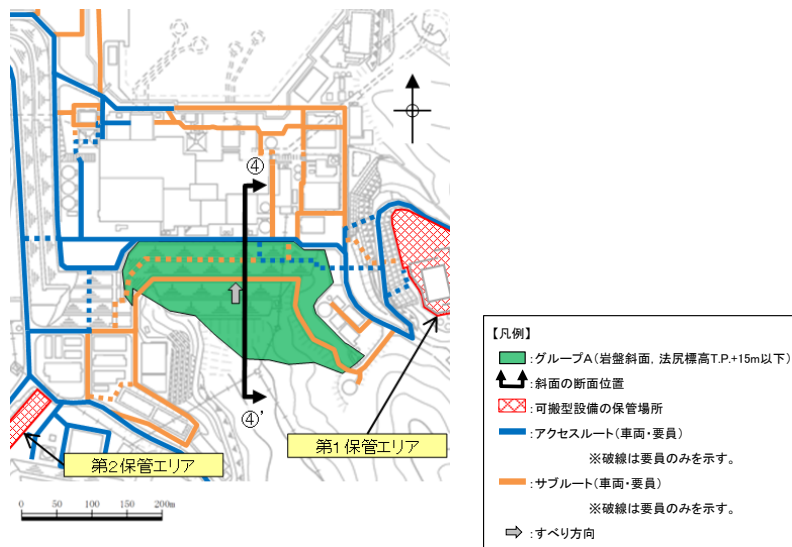 ④
④'
第1保管エリア
第2保管エリア
0 50 100 150 200m
【凡例】
:グループA(岩盤斜面, 法尻標高T.P.+15m以下)
:斜面の断面位置
:可搬型設備の保管場所
:アクセスルート(車両・要員)
※破線は要員のみを示す。
:サブルート(車両・要員)
※破線は要員のみを示す。
:すべり方向